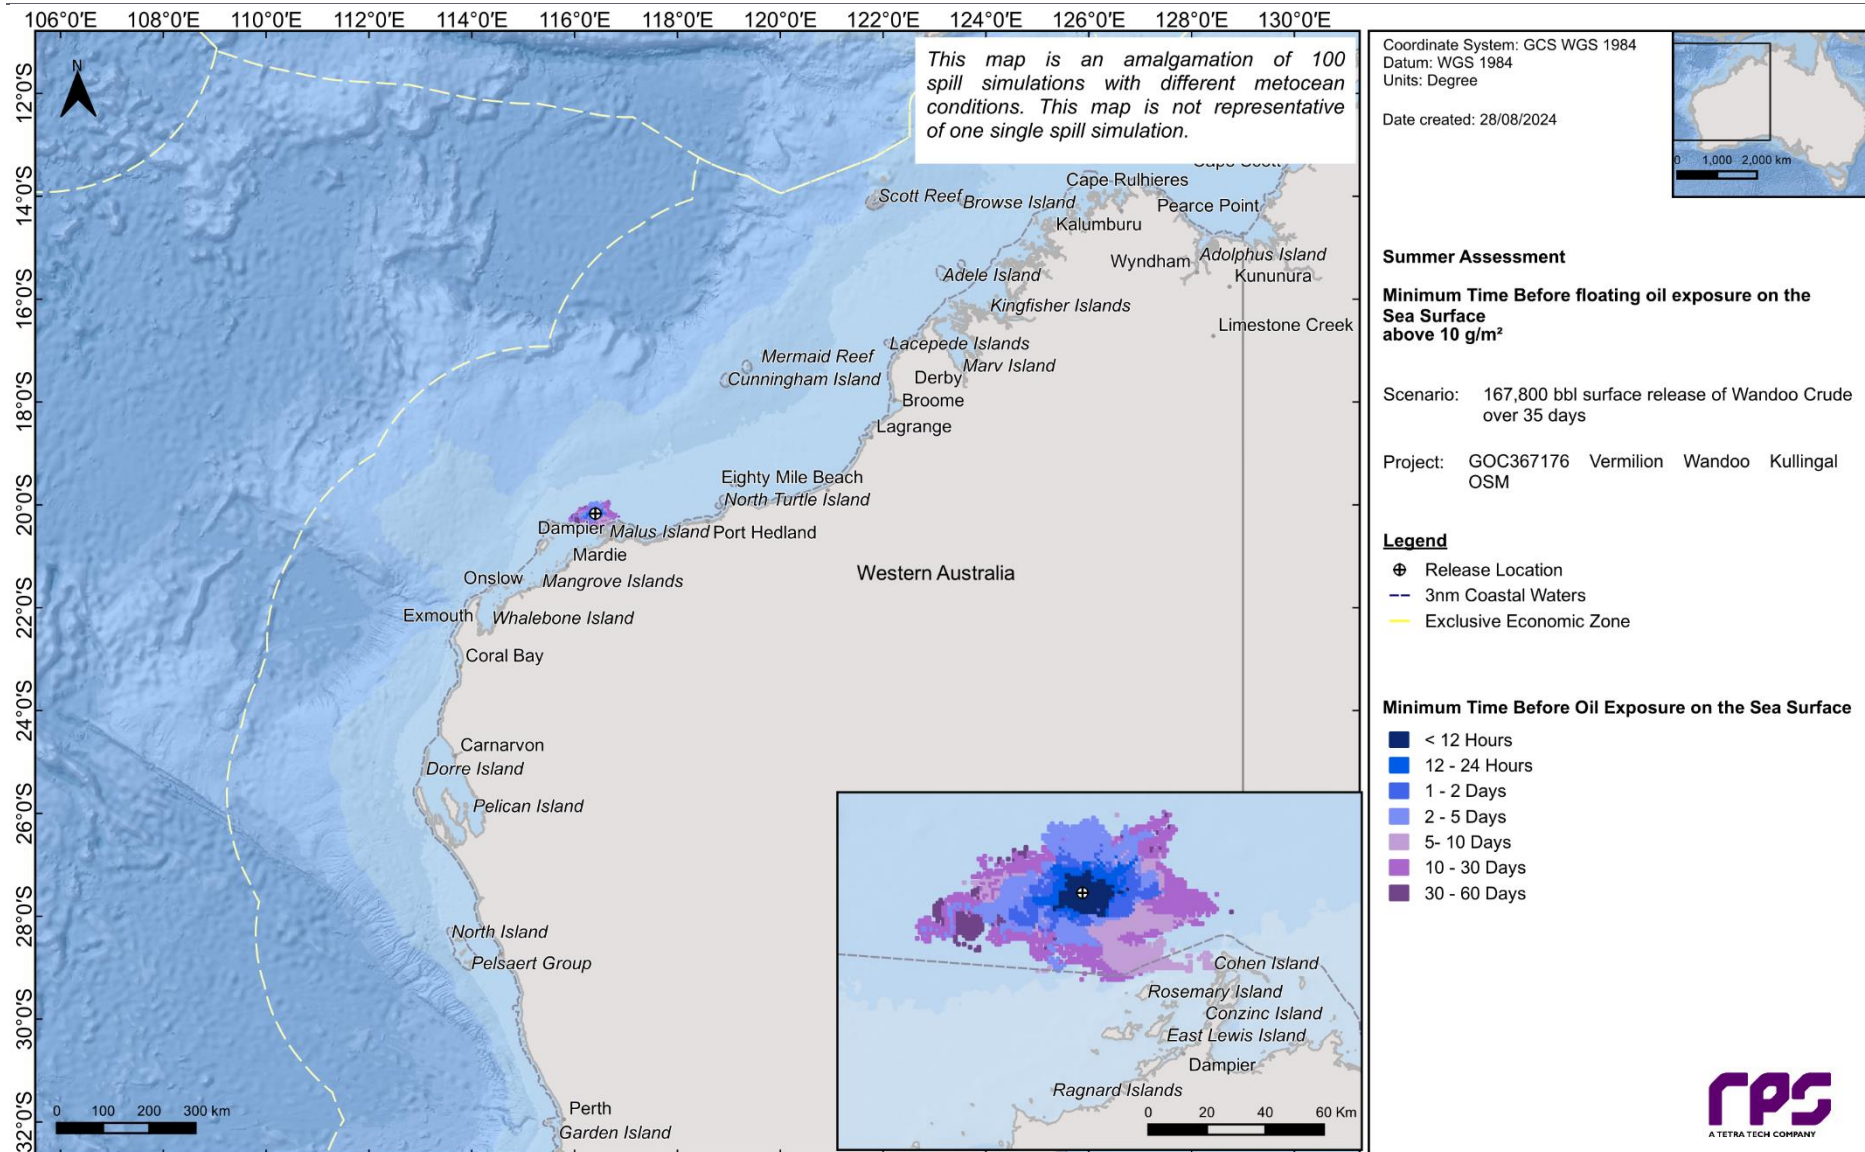 106°0'E 108°0'E 110°0'E 112°0'E 114°0'E 116°0'E 118°0'E 120°0'E 122°0'E 124°0'E 126°0'E 128°0'E 130°0'E
12°0'S
14°0'S
16°0'S
18°0'S
20°0'S
22°0'S
24°0'S
26°0'S
28°0'S
30°0'S
32°0'S
N
This map is an amalgamation of 100
spill simulations with different metocean
conditions. This map is not representative
of one single spill simulation.
Cape Scott
Cape Rulhieres
Scott Reef
Browse Island
Pearce Point
Kalumburu
Adolphus Island
Wyndham
Kununura
Adele Island
Kingfisher Islands
Limestone Creek
Lacepede Islands
Mermaid Reef
Marv Island
Cunningham Island
Derby
Broome
Lagrange
Eighty Mile Beach
North Turtle Island
Dampier
Malus Island
Port Hedland
Mardie
Western Australia
Onslow
Mangrove Islands
Exmouth
Whalebone Island
Coral Bay
Carnarvon
Dorre Island
Pelican Island
North Island
Pelsaert Group
Perth
Garden Island
0 100 200 300 km
Cohen Island
Rosemary Island
Conzinc Island
East Lewis Island
Dampier
Ragnard Islands
0 20 40 60 Km
Coordinate System: GCS WGS 1984
Datum: WGS 1984
Units: Degree
Date created: 28/08/2024
0 1,000 2,000 km
Summer Assessment
Minimum Time Before floating oil exposure on the
Sea Surface
above 10 g/m²
Scenario: 167,800 bbl surface release of Wandoo Crude
over 35 days
Project: GOC367176 Vermilion Wandoo Kullingal
OSM
Legend
Release Location
3nm Coastal Waters
Exclusive Economic Zone
Minimum Time Before Oil Exposure on the Sea Surface
< 12 Hours
12 - 24 Hours
1 - 2 Days
2 - 5 Days
5- 10 Days
10 - 30 Days
30 - 60 Days
rps
A TETRA TECH COMPANY